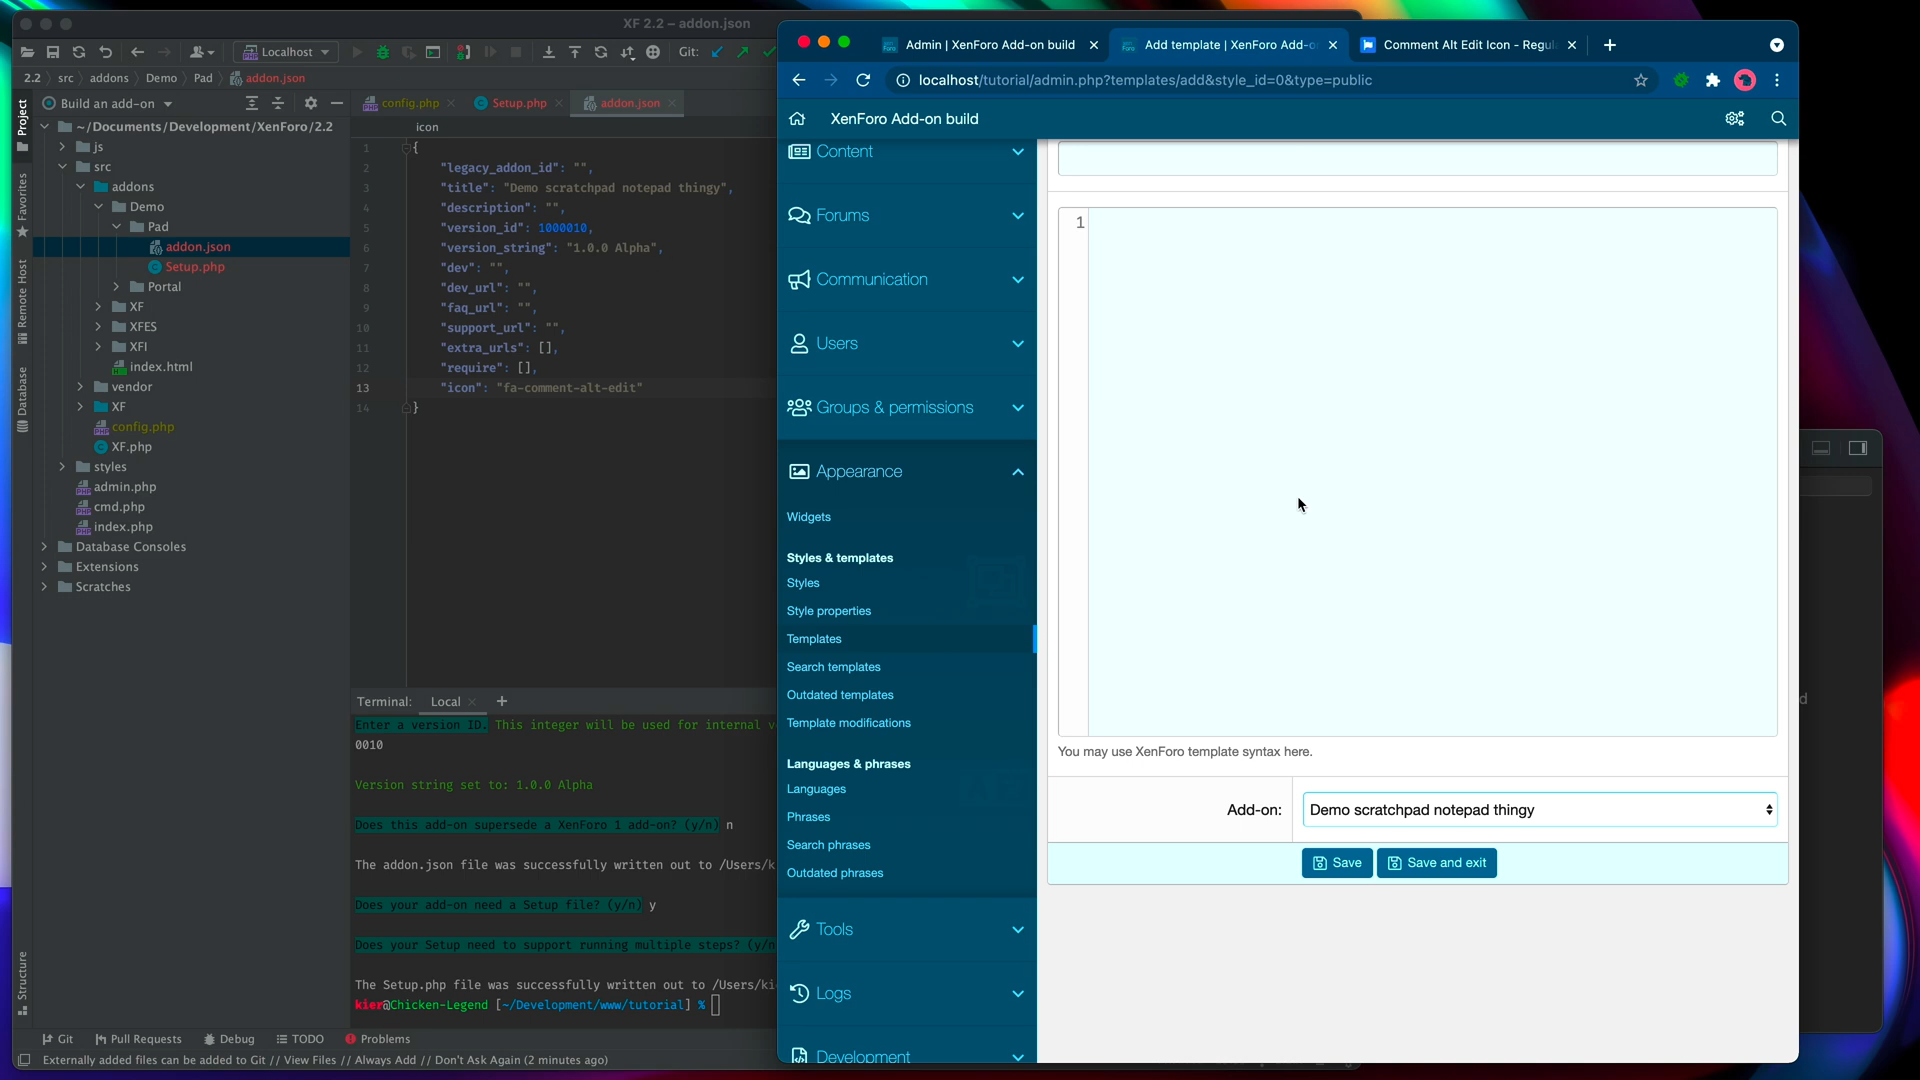 XF 2.2 – addon.json
Localhost
Git:
2.2 src addons Demo Pad addon.json
Build an add-on
config.php
Setup.php
addon.json
icon
Project
Favorites
Remote Host
Database
Structure
~/Documents/Development/XenForo/2.2
js
src
addons
Demo
Pad
addon.json
Setup.php
Portal
XF
XFES
XFI
index.html
vendor
XF
config.php
XF.php
styles
admin.php
cmd.php
index.php
Database Consoles
Extensions
Scratches
1 {
2 "legacy_addon_id": "",
3 "title": "Demo scratchpad notepad thingy",
4 "description": "",
5 "version_id": 1000010,
6 "version_string": "1.0.0 Alpha",
7 "dev": "",
8 "dev_url": "",
9 "faq_url": "",
10 "support_url": "",
11 "extra_urls": [],
12 "require": [],
13 "icon": "fa-comment-alt-edit"
14 }
Terminal: Local
Enter a version ID. This integer will be used for internal v
0010
Version string set to: 1.0.0 Alpha
Does this add-on supersede a XenForo 1 add-on? (y/n) n
The addon.json file was successfully written out to /Users/k
Does your add-on need a Setup file? (y/n) y
Does your Setup need to support running multiple steps? (y/n
The Setup.php file was successfully written out to /Users/kie
kier@Chicken-Legend [~/Development/www/tutorial] %
Git
Pull Requests
Debug
TODO
Problems
Externally added files can be added to Git // View Files // Always Add // Don't Ask Again (2 minutes ago)
Admin | XenForo Add-on build
Add template | XenForo Add-o
Comment Alt Edit Icon - Regul
localhost/tutorial/admin.php?templates/add&style_id=0&type=public
XenForo Add-on build
Content
Forums
Communication
Users
Groups & permissions
Appearance
Widgets
Styles & templates
Styles
Style properties
Templates
Search templates
Outdated templates
Template modifications
Languages & phrases
Languages
Phrases
Search phrases
Outdated phrases
Tools
Logs
Development
1
You may use XenForo template syntax here.
Add-on:
Demo scratchpad notepad thingy
Save
Save and exit
d